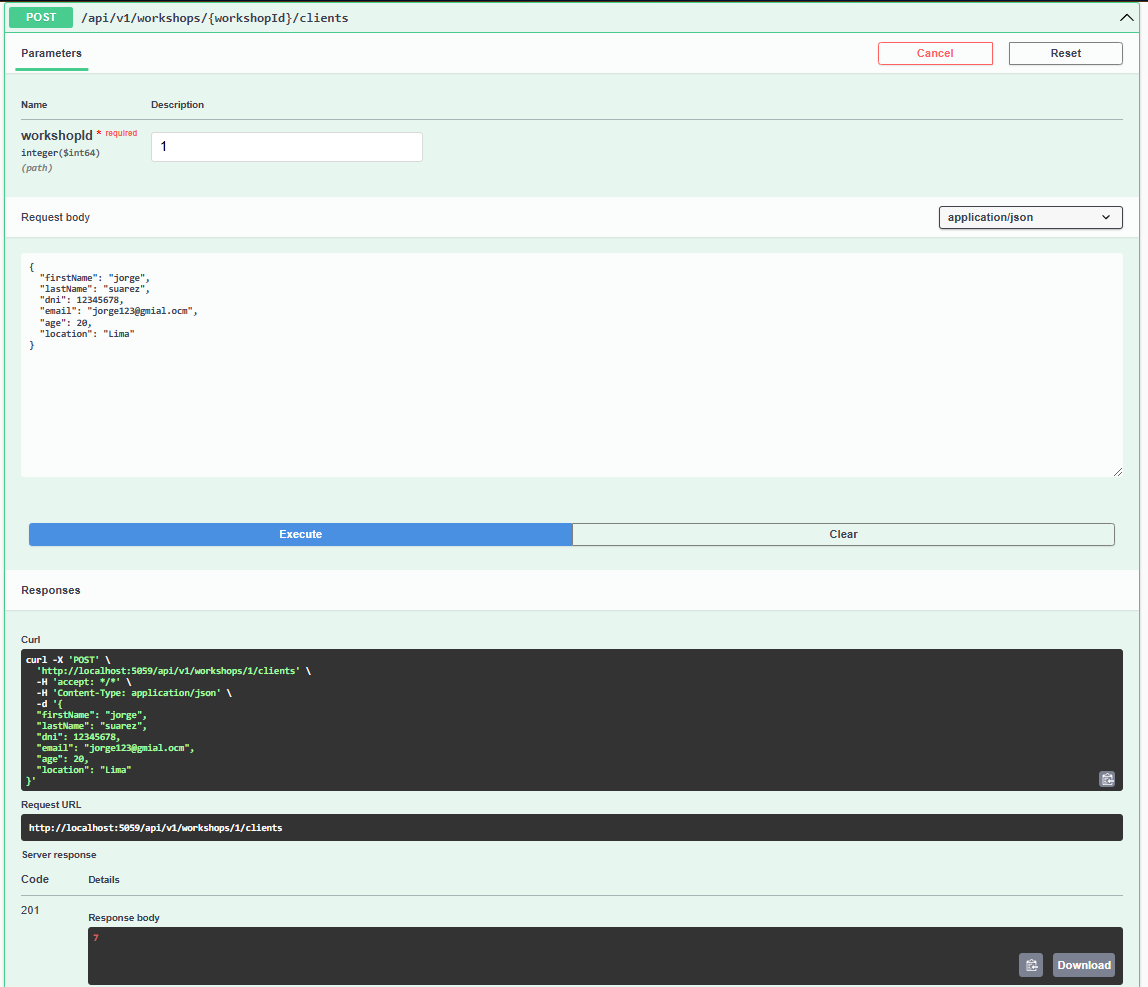 POST /api/v1/workshops/{workshopId}/clients
Parameters
Cancel
Reset
Name Description
workshopId * required
integer($int64)
(path)
1
Request body
application/json
{
  "firstName": "jorge",
  "lastName": "suarez",
  "dni": 12345678,
  "email": "jorge123@gmial.ocm",
  "age": 20,
  "location": "Lima"
}
Execute
Clear
Responses
Curl
curl -X 'POST' \
  'http://localhost:5059/api/v1/workshops/1/clients' \
  -H 'accept: */*' \
  -H 'Content-Type: application/json' \
  -d '{
  "firstName": "jorge",
  "lastName": "suarez",
  "dni": 12345678,
  "email": "jorge123@gmial.ocm",
  "age": 20,
  "location": "Lima"
}'
Request URL
http://localhost:5059/api/v1/workshops/1/clients
Server response
Code Details
201
Response body
7
Download